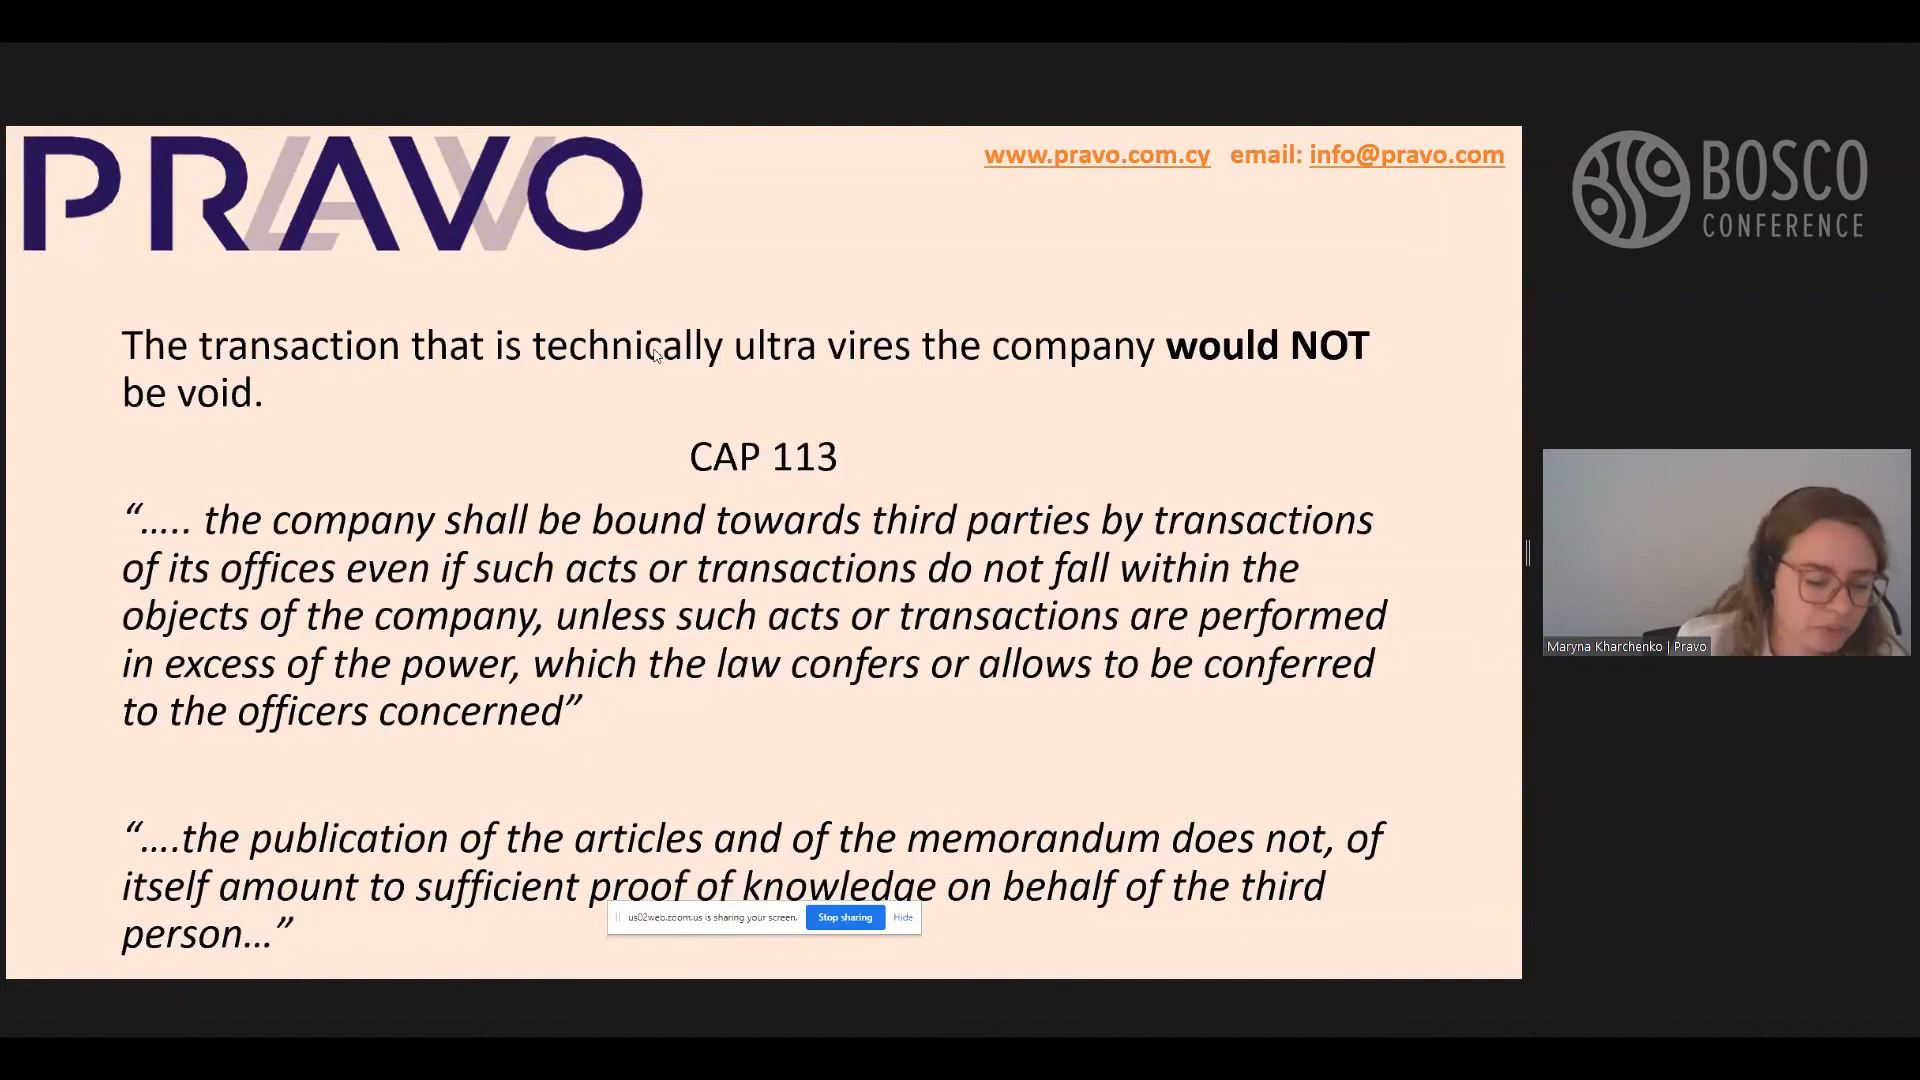 PRAVO
LAW
www.pravo.com.cy   email: info@pravo.com
BOSCO
CONFERENCE
The transaction that is technically ultra vires the company would NOT
be void.
CAP 113
“..... the company shall be bound towards third parties by transactions
of its offices even if such acts or transactions do not fall within the
objects of the company, unless such acts or transactions are performed
in excess of the power, which the law confers or allows to be conferred
to the officers concerned”
“....the publication of the articles and of the memorandum does not, of
itself amount to sufficient proof of knowledge on behalf of the third
person...”
us02web.zoom.us is sharing your screen. Stop sharing Hide
Maryna Kharchenko | Pravo